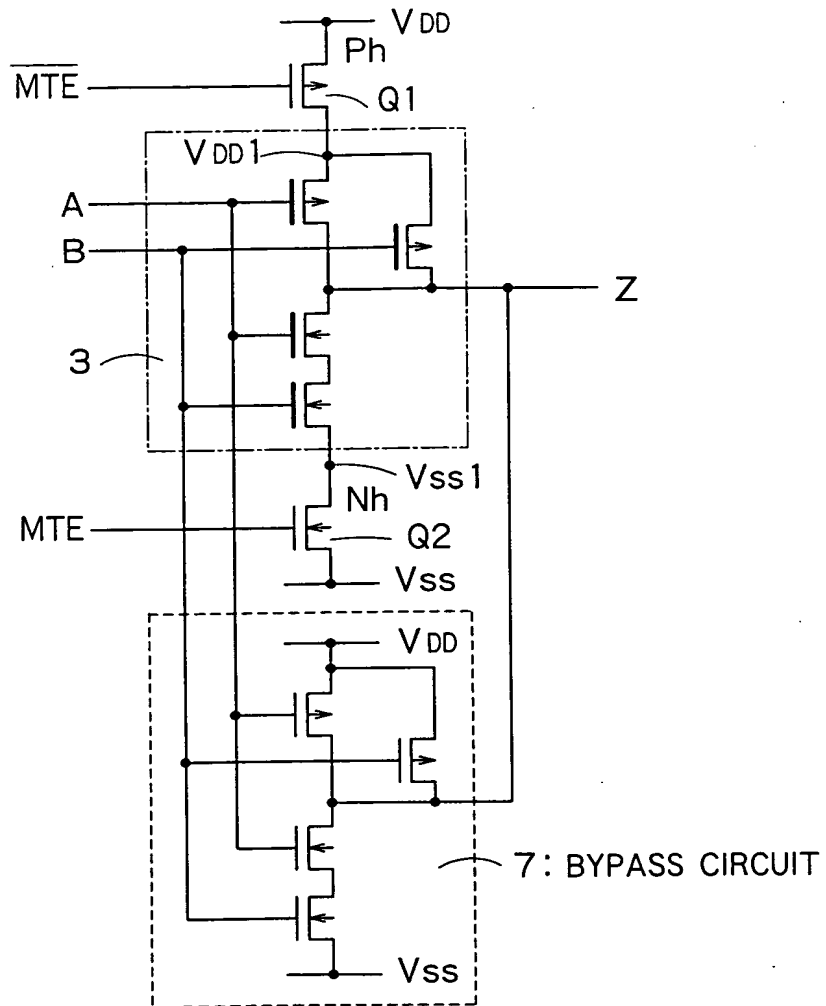 VDD
Ph
MTE
Q1
VDD1
A
B
Z
3
Vss1
Nh
MTE
Q2
Vss
VDD
7: BYPASS CIRCUIT
Vss